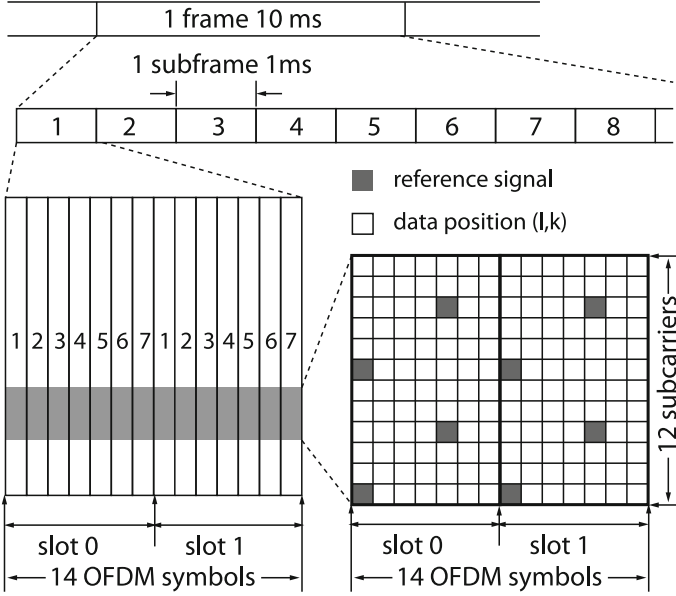 1 frame 10 ms
1 subframe 1ms
1 2 3 4 5 6 7 8
reference signal
data position (l,k)
1 2 3 4 5 6 7 1 2 3 4 5 6 7
12 subcarriers
slot 0 slot 1
14 OFDM symbols
slot 0 slot 1
14 OFDM symbols